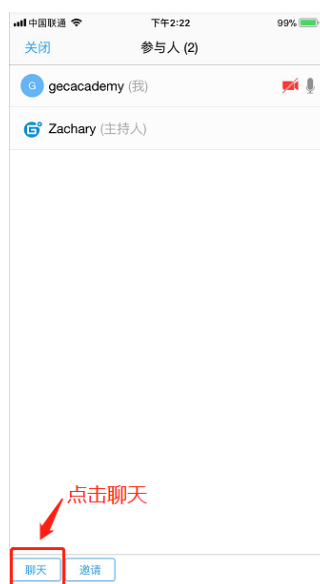 中国联通 下午2:22 99%
关闭 参与人 (2)
G gecacademy (我)
G Zachary (主持人)
点击聊天
聊天 邀请